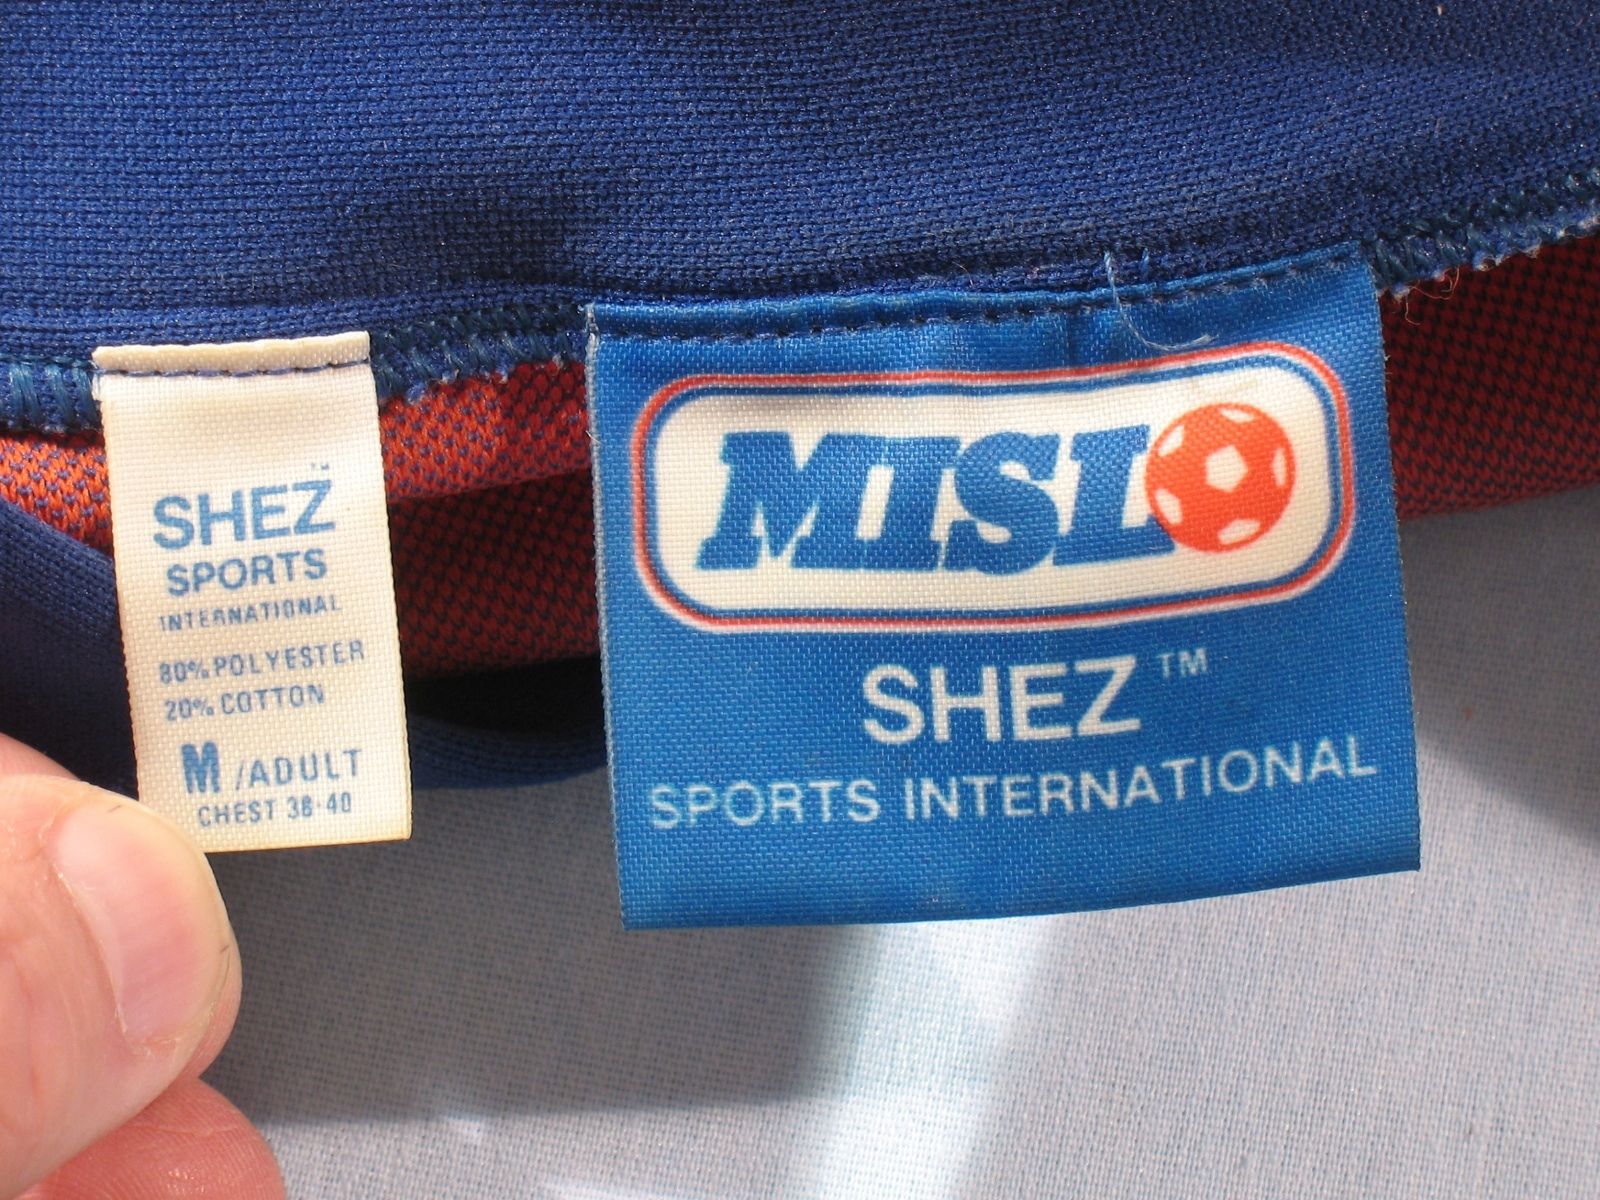 SHEZ™
SPORTS
INTERNATIONAL
80% POLYESTER
20% COTTON
M /ADULT
CHEST 38-40
MISL
SHEZ™
SPORTS INTERNATIONAL